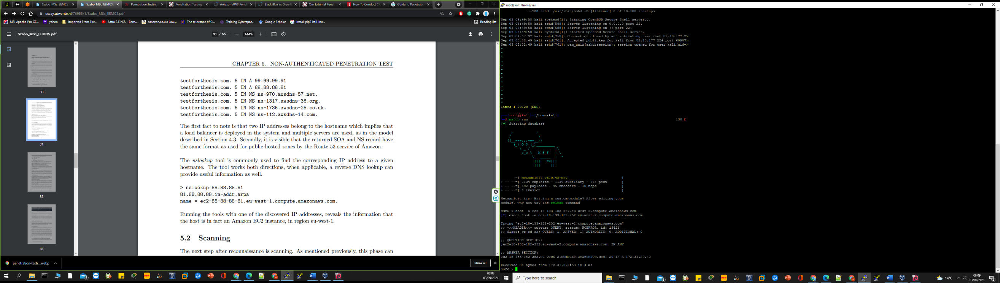 Szabo_MSc_EEMCS.
Szabo_MSc_EEMCS.
Penetration Testing
Penetration Testing
Amazon AWS Penet
Black-Box vs Grey-B
Our External Penetr
How To Conduct Cl
Guide to Penetratio
essay.utwente.nl/76955/1/Szabo_MSc_EEMCS.pdf
MSI Apache Pro GE...
yahoo
Imported From Fire...
Satra B.E.N.Z. - Bern...
Amazon.co.uk: Low...
The relevance of Cl...
Training Cyberspac...
Google Scholar
install pip3 kali linu...
Reading list
Szabo_MSc_EEMCS.pdf
31 / 55
144%
30
31
32
33
CHAPTER 5. NON-AUTHENTICATED PENETRATION TEST
testforthesis.com. 5 IN A 99.99.99.91
testforthesis.com. 5 IN A 88.88.88.81
testforthesis.com. 5 IN NS ns-970.awsdns-57.net.
testforthesis.com. 5 IN NS ns-1317.awsdns-36.org.
testforthesis.com. 5 IN NS ns-1736.awsdns-25.co.uk.
testforthesis.com. 5 IN NS ns-112.awsdns-14.com.
The first fact to note is that two IP addresses belong to the hostname which implies that
a load balancer is deployed in the system and multiple servers are used, as in the model
described in Section 4.3. Secondly, it is visible that the returned SOA and NS record have
the same format as used for public hosted zones by the Route 53 service of Amazon.
The nslookup tool is commonly used to find the corresponding IP address to a given
hostname. The tool works both directions, when applicable, a reverse DNS lookup can
provide useful information as well.
> nslookup 88.88.88.81
81.88.88.88.in-addr.arpa
name = ec2-88-88-88-81.eu-west-1.compute.amazonaws.com.
Running the tools with one of the discovered IP addresses, reveals the information that
the host is in fact an Amazon EC2 instance, in region eu-west-1.
5.2 Scanning
The next step after reconnaissance is scanning. As mentioned previously, this phase can
penetration-testi....webp
Show all
06:09
03/09/2021
root@kali: /home/kali
└─588 sshd: /usr/sbin/sshd -D [listener] 0 of 10-100 startups
Sep 03 04:49:58 kali systemd[1]: Starting OpenBSD Secure Shell server...
Sep 03 04:49:58 kali sshd[588]: Server listening on 0.0.0.0 port 22.
Sep 03 04:49:58 kali sshd[588]: Server listening on :: port 22.
Sep 03 04:49:58 kali systemd[1]: Started OpenBSD Secure Shell server.
Sep 03 04:57:37 kali sshd[758]: Connection closed by authenticating user root 82.10.177.2>
Sep 03 05:02:49 kali sshd[761]: Accepted publickey for kali from 82.10.177.224 port 60907>
Sep 03 05:02:49 kali sshd[761]: pam_unix(sshd:session): session opened for user kali(uid=>
lines 1-20/20 (END)
root㉿kali /home/kali
# msfdb run
130
[+] Starting database
M S F
WW
=[ metasploit v6.0.45-dev ]
+ -- --=[ 2134 exploits - 1139 auxiliary - 364 post ]
+ -- --=[ 592 payloads - 45 encoders - 10 nops ]
+ -- --=[ 8 evasion ]
Metasploit tip: Writing a custom module? After editing your
module, why not try the reload command
msf6 > host -a ec2-18-133-182-252.eu-west-2.compute.amazonaws.com
[*] exec: host -a ec2-18-133-182-252.eu-west-2.compute.amazonaws.com
Trying "ec2-18-133-182-252.eu-west-2.compute.amazonaws.com"
;; ->>HEADER<<- opcode: QUERY, status: NOERROR, id: 13426
;; flags: qr rd ra; QUERY: 1, ANSWER: 1, AUTHORITY: 0, ADDITIONAL: 0
;; QUESTION SECTION:
;ec2-18-133-182-252.eu-west-2.compute.amazonaws.com. IN ANY
;; ANSWER SECTION:
ec2-18-133-182-252.eu-west-2.compute.amazonaws.com. 20 IN A 172.31.29.42
Received 84 bytes from 172.31.0.2#53 in 4 ms
msf6 >
Type here to search
14°C
06:09
03/09/2021